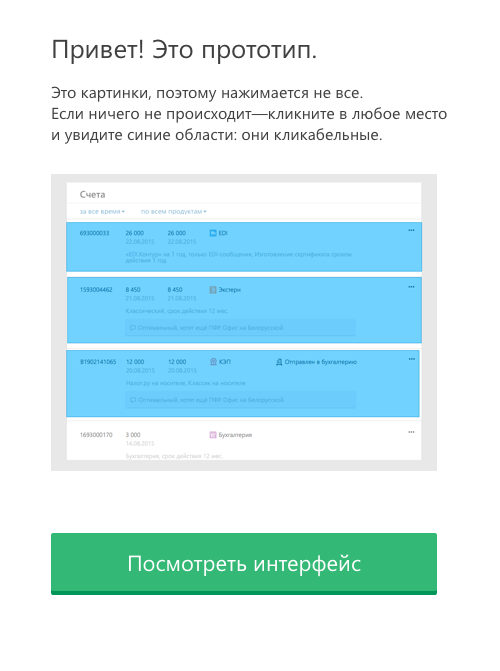 Привет! Это прототип.
Это картинки, поэтому нажимается не все.
Если ничего не происходит—кликните в любое место
и увидите синие области: они кликабельные.
Счета
за все время по всем продуктам
693000033 26 000 26 000 EDI
22.08.2015 22.08.2015
«EDI Контур» на 1 год, только EDI сообщения. Изготовление сертификата сроком
действия 1 год.
1593004462 8 450 8 450 Экстерн
21.08.2015 21.08.2015
Классический, срок действия 12 мес.
Оптимальный, хотят ещё ПФР Офис на Белорусской
81902141065 12 000 12 000 КЭП Отправлен в бухгалтерию
20.08.2015 20.08.2015
Налог.ру на носителе, Классик на носителе
Оптимальный, хотят ещё ПФР Офис на Белорусской
1693000170 3 000 Бухгалтерия
14.08.2015
Бухгалтерия, срок действия 12 мес.
Посмотреть интерфейс